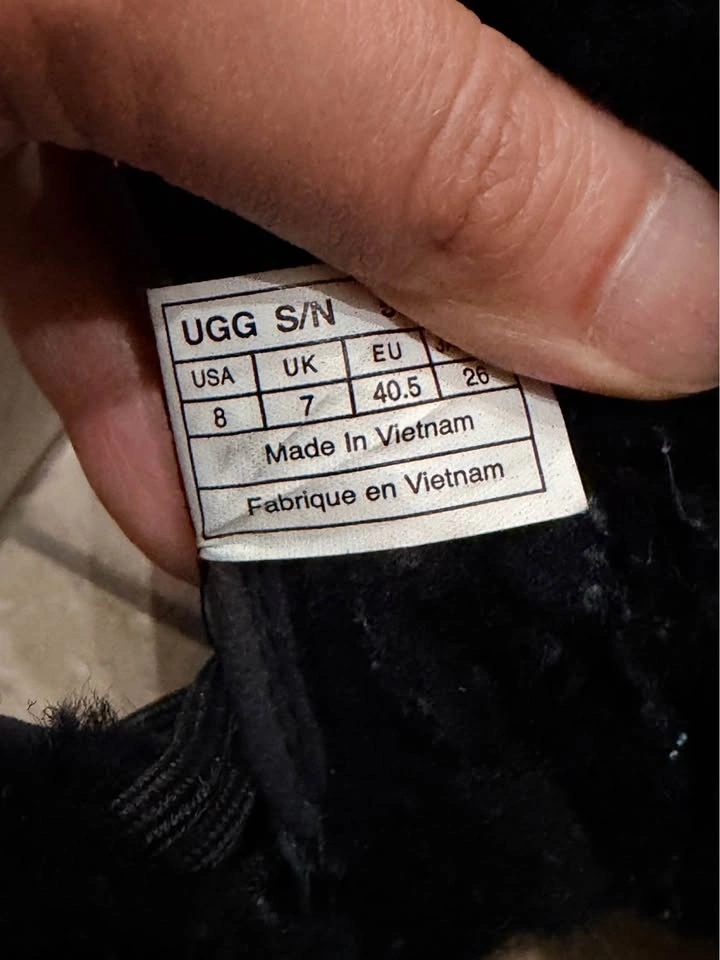 UGG S/N
USA UK EU
8 7 40.5 26
Made In Vietnam
Fabrique en Vietnam